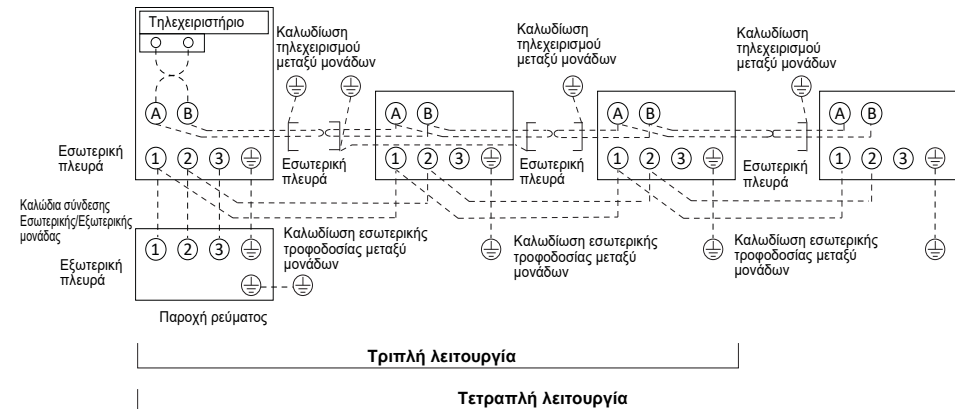 Τηλεχειριστήριο
Καλωδίωση
τηλεχειρισμού
μεταξύ μονάδων
Καλωδίωση
τηλεχειρισμού
μεταξύ μονάδων
Καλωδίωση
τηλεχειρισμού
μεταξύ μονάδων
A B
A B
A B
A B
Εσωτερική
πλευρά
1 2 3
Εσωτερική
πλευρά
1 2 3
Εσωτερική
πλευρά
1 2 3
Εσωτερική
πλευρά
1 2 3
Καλώδια σύνδεσης
Εσωτερικής/Εξωτερικής
μονάδας
Εξωτερική
πλευρά
1 2 3
Καλωδίωση εσωτερικής
τροφοδοσίας μεταξύ
μονάδων
Καλωδίωση εσωτερικής
τροφοδοσίας μεταξύ
μονάδων
Καλωδίωση εσωτερικής
τροφοδοσίας μεταξύ
μονάδων
Παροχή ρεύματος
Τριπλή λειτουργία
Τετραπλή λειτουργία